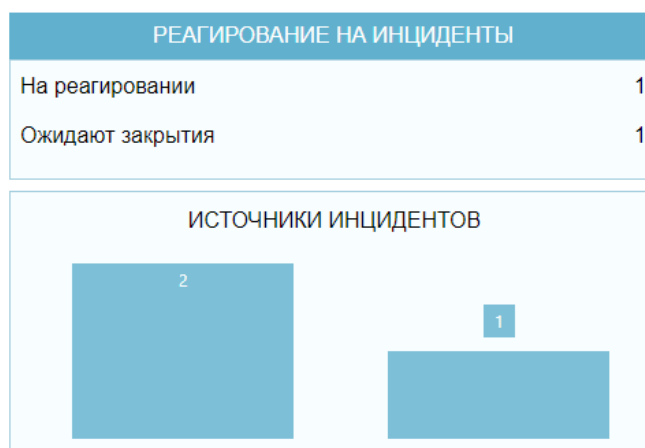 РЕАГИРОВАНИЕ НА ИНЦИДЕНТЫ
На реагировании 1
Ожидают закрытия 1
ИСТОЧНИКИ ИНЦИДЕНТОВ
2
1